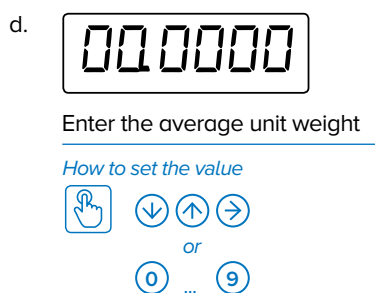 d.
00.0000
Enter the average unit weight
How to set the value
or
0 ... 9